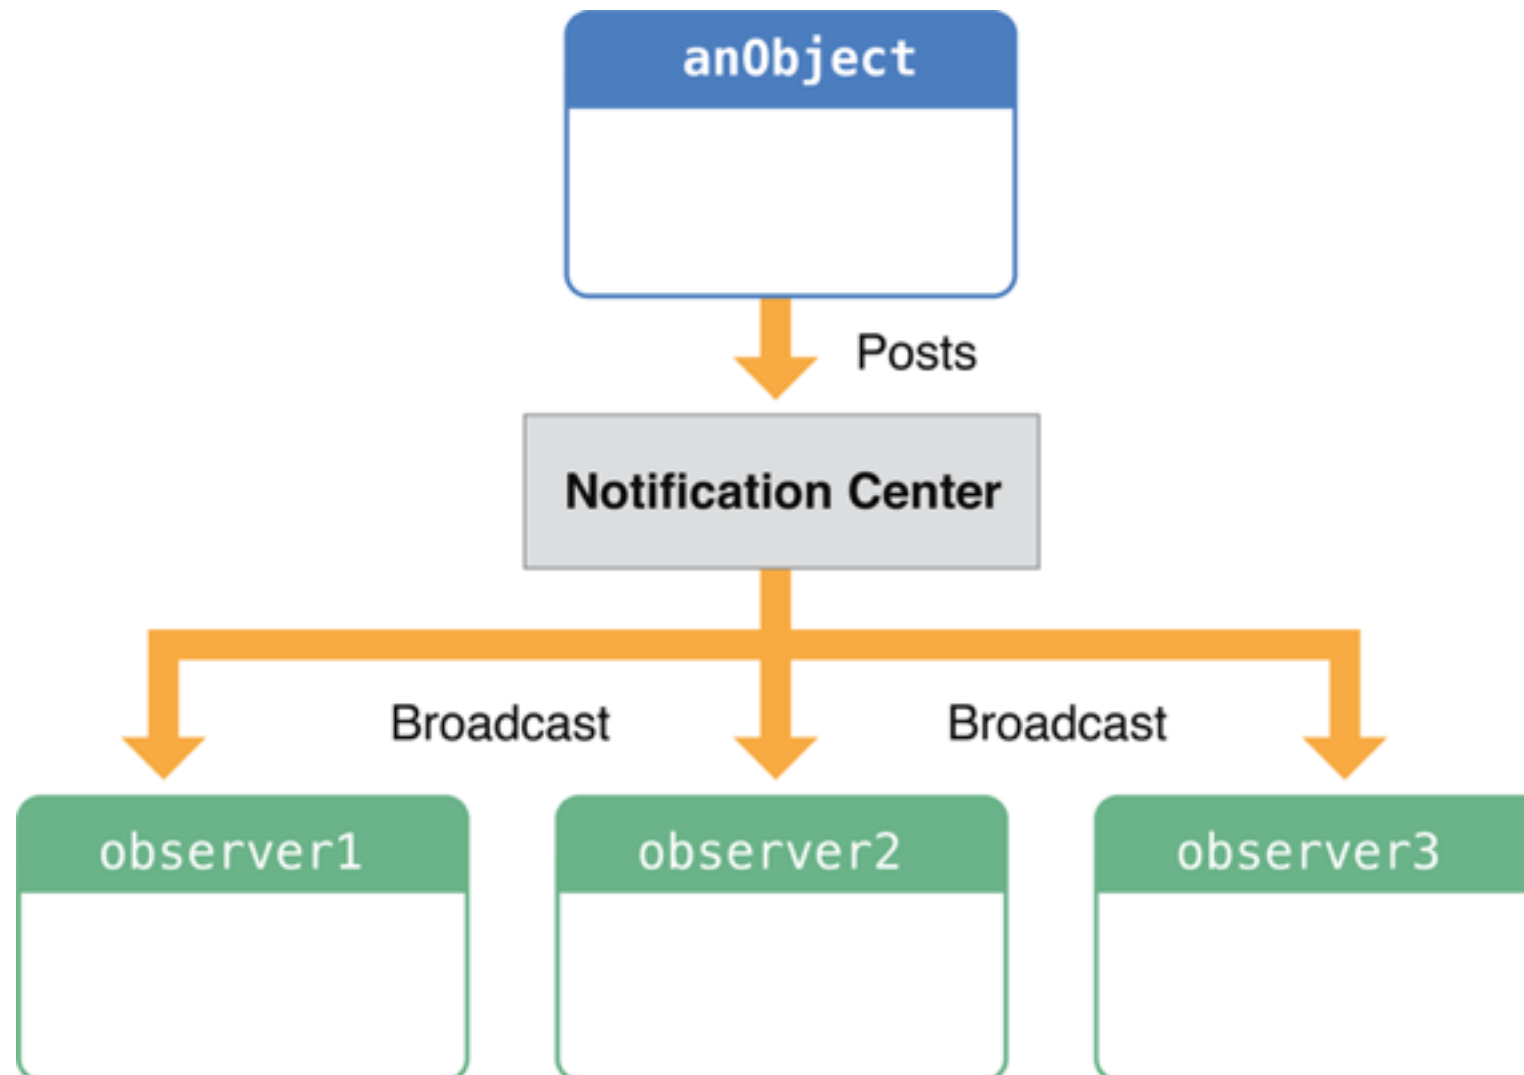 anObject
Posts
Notification Center
Broadcast
Broadcast
observer1
observer2
observer3